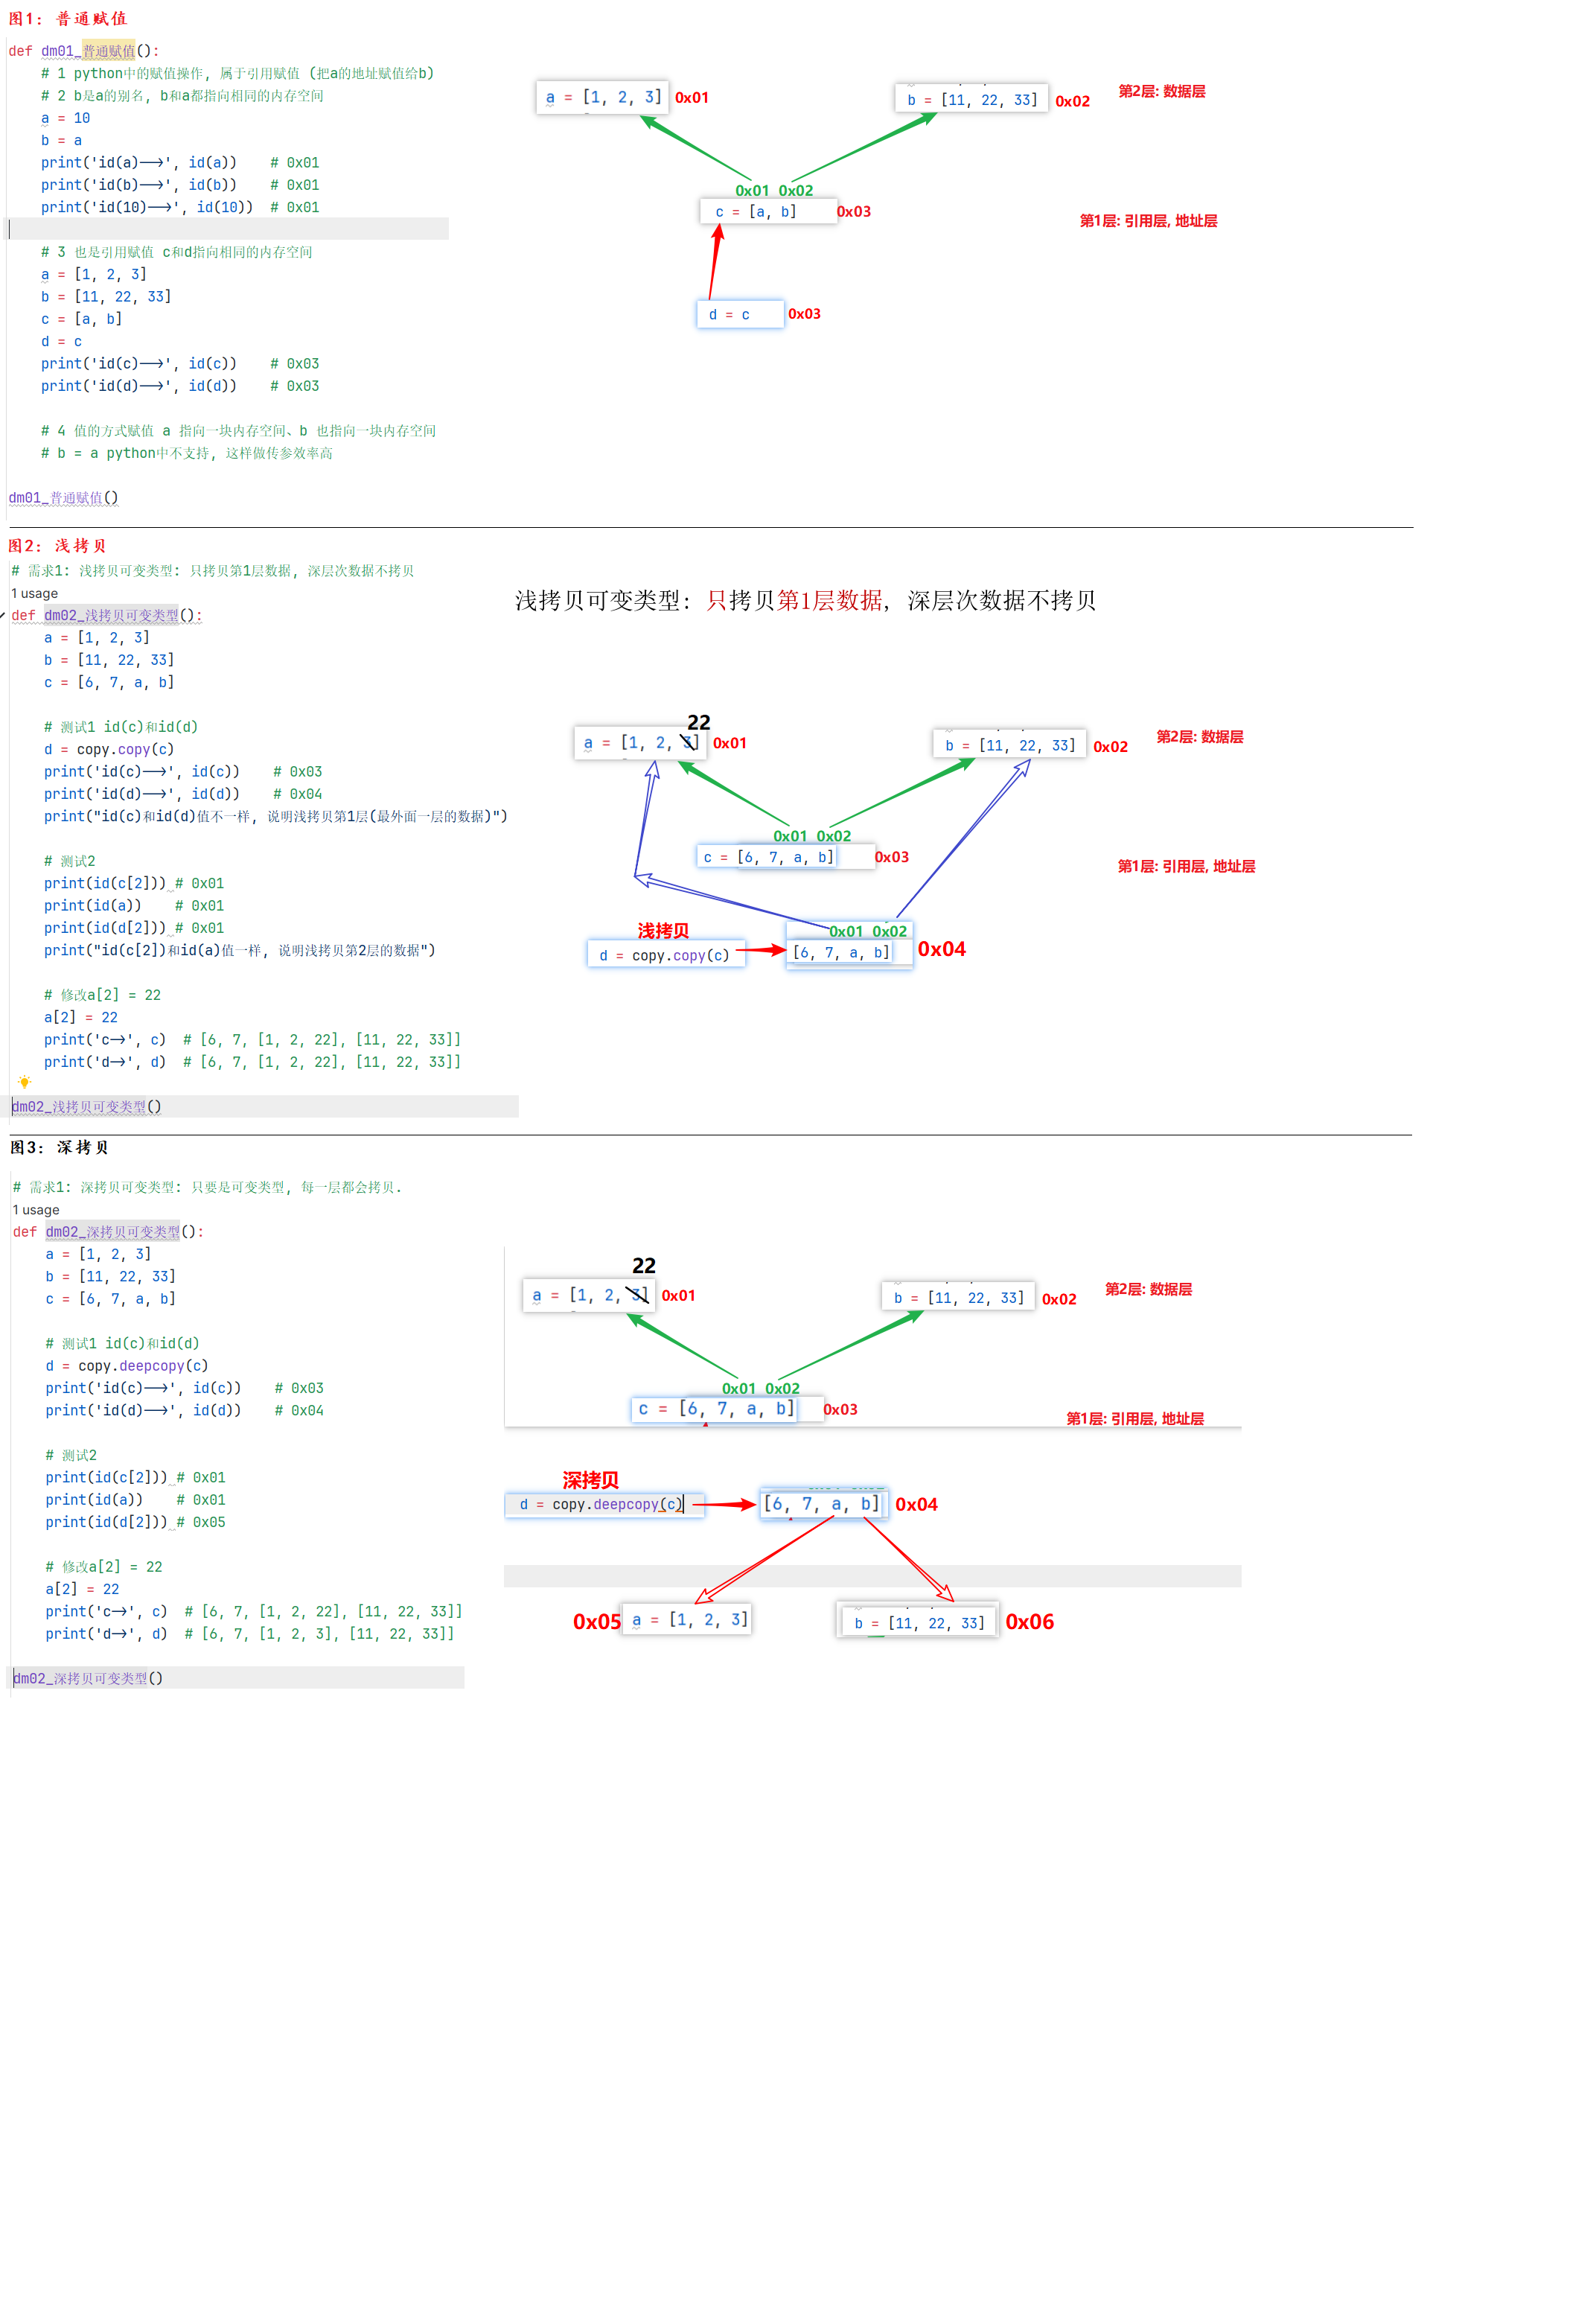 图1: 普通赋值
def dm01_普通赋值():
# 1 python中的赋值操作, 属于引用赋值 (把a的地址赋值给b)
# 2 b是a的别名, b和a都指向相同的内存空间
a = 10
b = a
print('id(a)-->', id(a)) # 0x01
print('id(b)-->', id(b)) # 0x01
print('id(10)-->', id(10)) # 0x01
# 3 也是引用赋值 c和d指向相同的内存空间
a = [1, 2, 3]
b = [11, 22, 33]
c = [a, b]
d = c
print('id(c)-->', id(c)) # 0x03
print('id(d)-->', id(d)) # 0x03
# 4 值的方式赋值 a 指向一块内存空间、b 也指向一块内存空间
# b = a python中不支持, 这样做传参效率高
dm01_普通赋值()
a = [1, 2, 3] 0x01
b = [11, 22, 33] 0x02
第2层: 数据层
0x01 0x02
c = [a, b] 0x03
第1层: 引用层, 地址层
d = c 0x03
图2: 浅拷贝
# 需求1: 浅拷贝可变类型: 只拷贝第1层数据, 深层次数据不拷贝
1 usage
def dm02_浅拷贝可变类型():
a = [1, 2, 3]
b = [11, 22, 33]
c = [6, 7, a, b]
# 测试1 id(c)和id(d)
d = copy.copy(c)
print('id(c)-->', id(c)) # 0x03
print('id(d)-->', id(d)) # 0x04
print("id(c)和id(d)值不一样, 说明浅拷贝第1层(最外面一层的数据)")
# 测试2
print(id(c[2])) # 0x01
print(id(a)) # 0x01
print(id(d[2])) # 0x01
print("id(c[2])和id(a)值一样, 说明浅拷贝第2层的数据")
# 修改a[2] = 22
a[2] = 22
print('c->', c) # [6, 7, [1, 2, 22], [11, 22, 33]]
print('d->', d) # [6, 7, [1, 2, 22], [11, 22, 33]]
dm02_浅拷贝可变类型()
浅拷贝可变类型: 只拷贝第1层数据, 深层次数据不拷贝
22
a = [1, 2, 3] 0x01
b = [11, 22, 33] 0x02
第2层: 数据层
0x01 0x02
c = [6, 7, a, b] 0x03
第1层: 引用层, 地址层
浅拷贝
0x01 0x02
d = copy.copy(c)
[6, 7, a, b] 0x04
图3: 深拷贝
# 需求1: 深拷贝可变类型: 只要是可变类型, 每一层都会拷贝.
1 usage
def dm02_深拷贝可变类型():
a = [1, 2, 3]
b = [11, 22, 33]
c = [6, 7, a, b]
# 测试1 id(c)和id(d)
d = copy.deepcopy(c)
print('id(c)-->', id(c)) # 0x03
print('id(d)-->', id(d)) # 0x04
# 测试2
print(id(c[2])) # 0x01
print(id(a)) # 0x01
print(id(d[2])) # 0x05
# 修改a[2] = 22
a[2] = 22
print('c->', c) # [6, 7, [1, 2, 22], [11, 22, 33]]
print('d->', d) # [6, 7, [1, 2, 3], [11, 22, 33]]
dm02_深拷贝可变类型()
22
a = [1, 2, 3] 0x01
b = [11, 22, 33] 0x02
第2层: 数据层
0x01 0x02
c = [6, 7, a, b] 0x03
第1层: 引用层, 地址层
深拷贝
d = copy.deepcopy(c)
[6, 7, a, b] 0x04
0x05 a = [1, 2, 3]
b = [11, 22, 33] 0x06